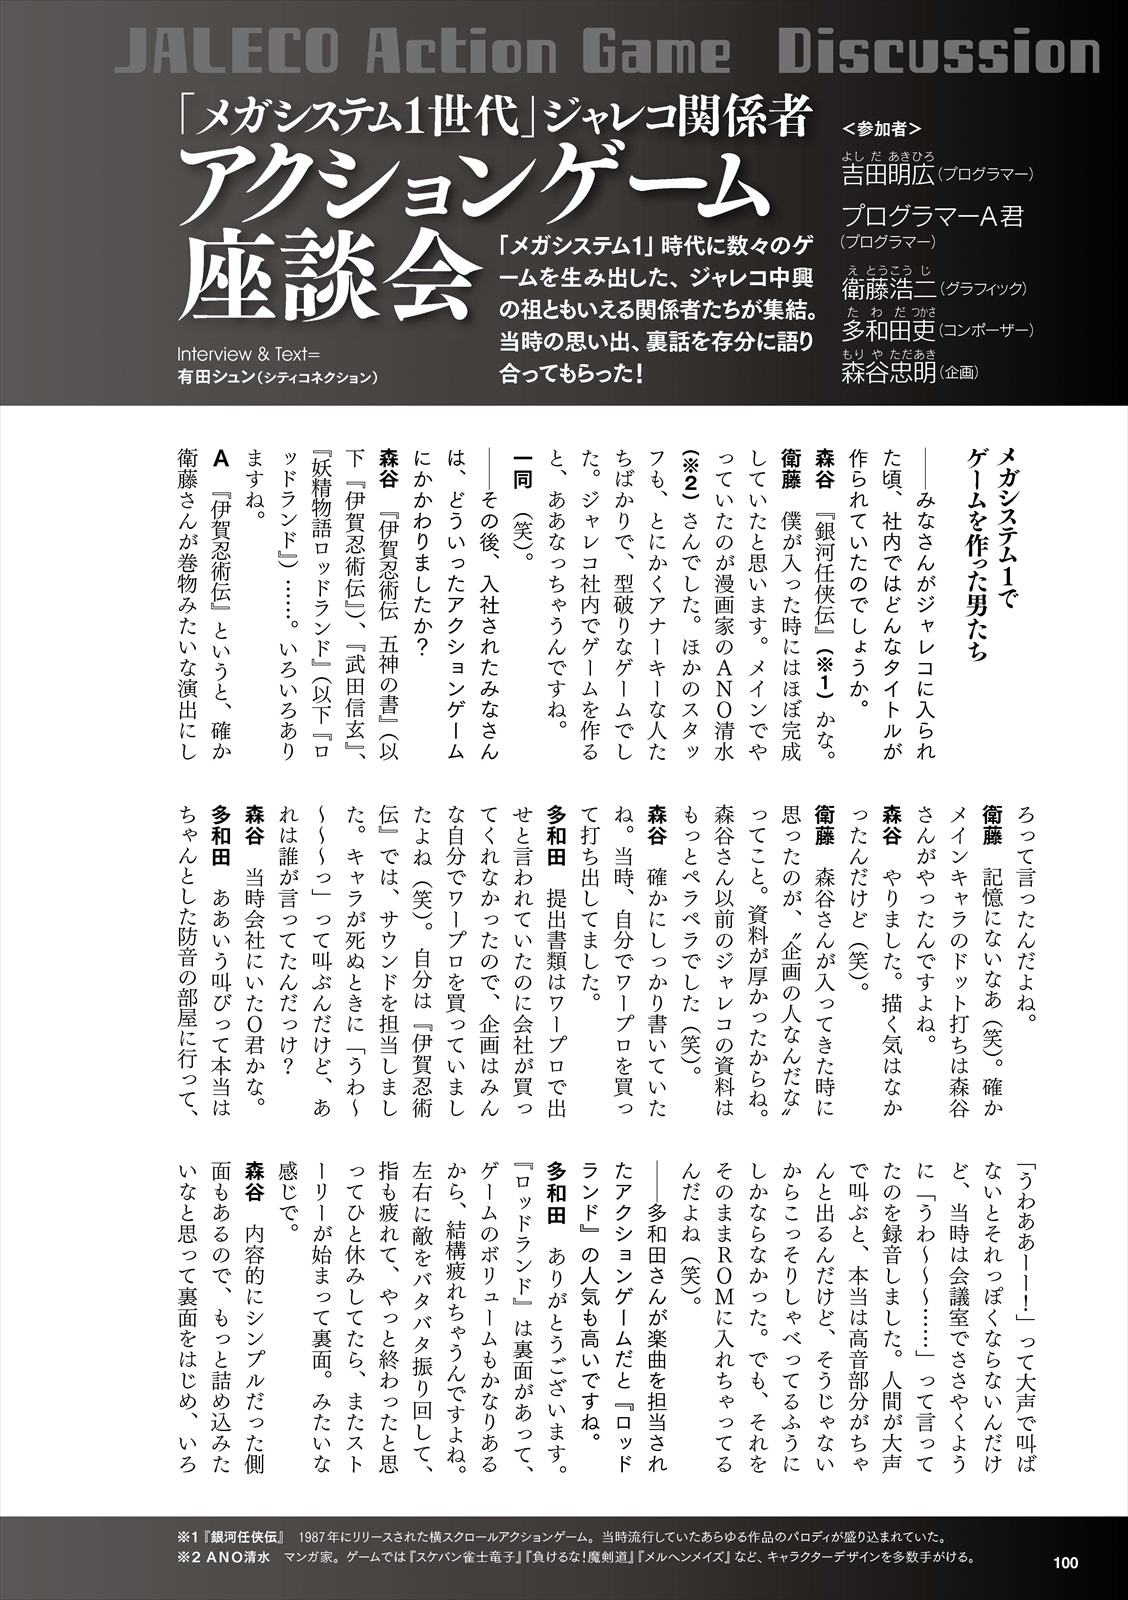 JALECO Action Game Discussion
「メガシステム1世代」ジャレコ関係者
アクションゲーム
座談会
Interview & Text=
有田シュン（シティコネクション）
「メガシステム1」時代に数々のゲ
ームを生み出した、ジャレコ中興
の祖ともいえる関係者たちが集結。
当時の思い出、裏話を存分に語り
合ってもらった！
＜参加者＞
よしだあきひろ
吉田明広（プログラマー）
プログラマーA君
（プログラマー）
えとうこうじ
衛藤浩二（グラフィック）
たわだつかさ
多和田吏（コンポーザー）
もりやただあき
森谷忠明（企画）
メガシステム1で
ゲームを作った男たち
――みなさんがジャレコに入られ
た頃、社内ではどんなタイトルが
作られていたのでしょうか。
森谷　『銀河任侠伝』（※1）かな。
衛藤　僕が入った時にはほぼ完成
していたと思います。メインでや
っていたのが漫画家のANO清水
（※2）さんでした。ほかのスタッ
フも、とにかくアナーキーな人た
ちばかりで、型破りなゲームでし
た。ジャレコ社内でゲームを作る
と、ああなっちゃうんですね。
一同　（笑）。
――その後、入社されたみなさん
は、どういったアクションゲーム
にかかわりましたか？
森谷　『伊賀忍術伝 五神の書』（以
下『伊賀忍術伝』）、『武田信玄』、
『妖精物語ロッドランド』（以下『ロ
ッドランド』）……。いろいろあり
ますね。
A　『伊賀忍術伝』というと、確か
衛藤さんが巻物みたいな演出にし
ろって言ったんだよね。
衛藤　記憶にないなあ（笑）。確か
メインキャラのドット打ちは森谷
さんがやったんですよね。
森谷　やりました。描く気はなか
ったんだけど（笑）。
衛藤　森谷さんが入ってきた時に
思ったのが、〝企画の人なんだな〟
ってこと。資料が厚かったからね。
森谷さん以前のジャレコの資料は
もっとペラペラでした（笑）。
森谷　確かにしっかり書いていた
ね。当時、自分でワープロを買っ
て打ち出してました。
多和田　提出書類はワープロで出
せと言われていたのに会社が買っ
てくれなかったので、企画はみん
な自分でワープロを買っていまし
たよね（笑）。自分は『伊賀忍術
伝』では、サウンドを担当しまし
た。キャラが死ぬときに「うわ〜
〜〜〜っ」って叫ぶんだけど、あ
れは誰が言ってたんだっけ？
森谷　当時会社にいたO君かな。
多和田　ああいう叫びって本当は
ちゃんとした防音の部屋に行って、
「うわああーー！」って大声で叫ば
ないとそれっぽくならないんだけ
ど、当時は会議室でささやくよう
に「うわ〜〜〜……」って言って
たのを録音しました。人間が大声
で叫ぶと、本当は高音部分がちゃ
んと出るんだけど、そうじゃない
からこっそりしゃべってるふうに
しかならなかった。でも、それを
そのままROMに入れちゃってる
んだよね（笑）。
――多和田さんが楽曲を担当され
たアクションゲームだと『ロッド
ランド』の人気も高いですね。
多和田　ありがとうございます。
『ロッドランド』は裏面があって、
ゲームのボリュームもかなりある
から、結構疲れちゃうんですよね。
左右に敵をバタバタ振り回して、
指も疲れて、やっと終わったと思
ってひと休みしてたら、またスト
ーリーが始まって裏面。みたいな
感じで。
森谷　内容的にシンプルだった側
面もあるので、もっと詰め込みた
いなと思って裏面をはじめ、いろ
※1『銀河任侠伝』　1987年にリリースされた横スクロールアクションゲーム。当時流行していたあらゆる作品のパロディが盛り込まれていた。
※2 ANO清水　マンガ家。ゲームでは『スケバン雀士竜子』『負けるな！魔剣道』『メルヘンメイズ』など、キャラクターデザインを多数手がける。
100